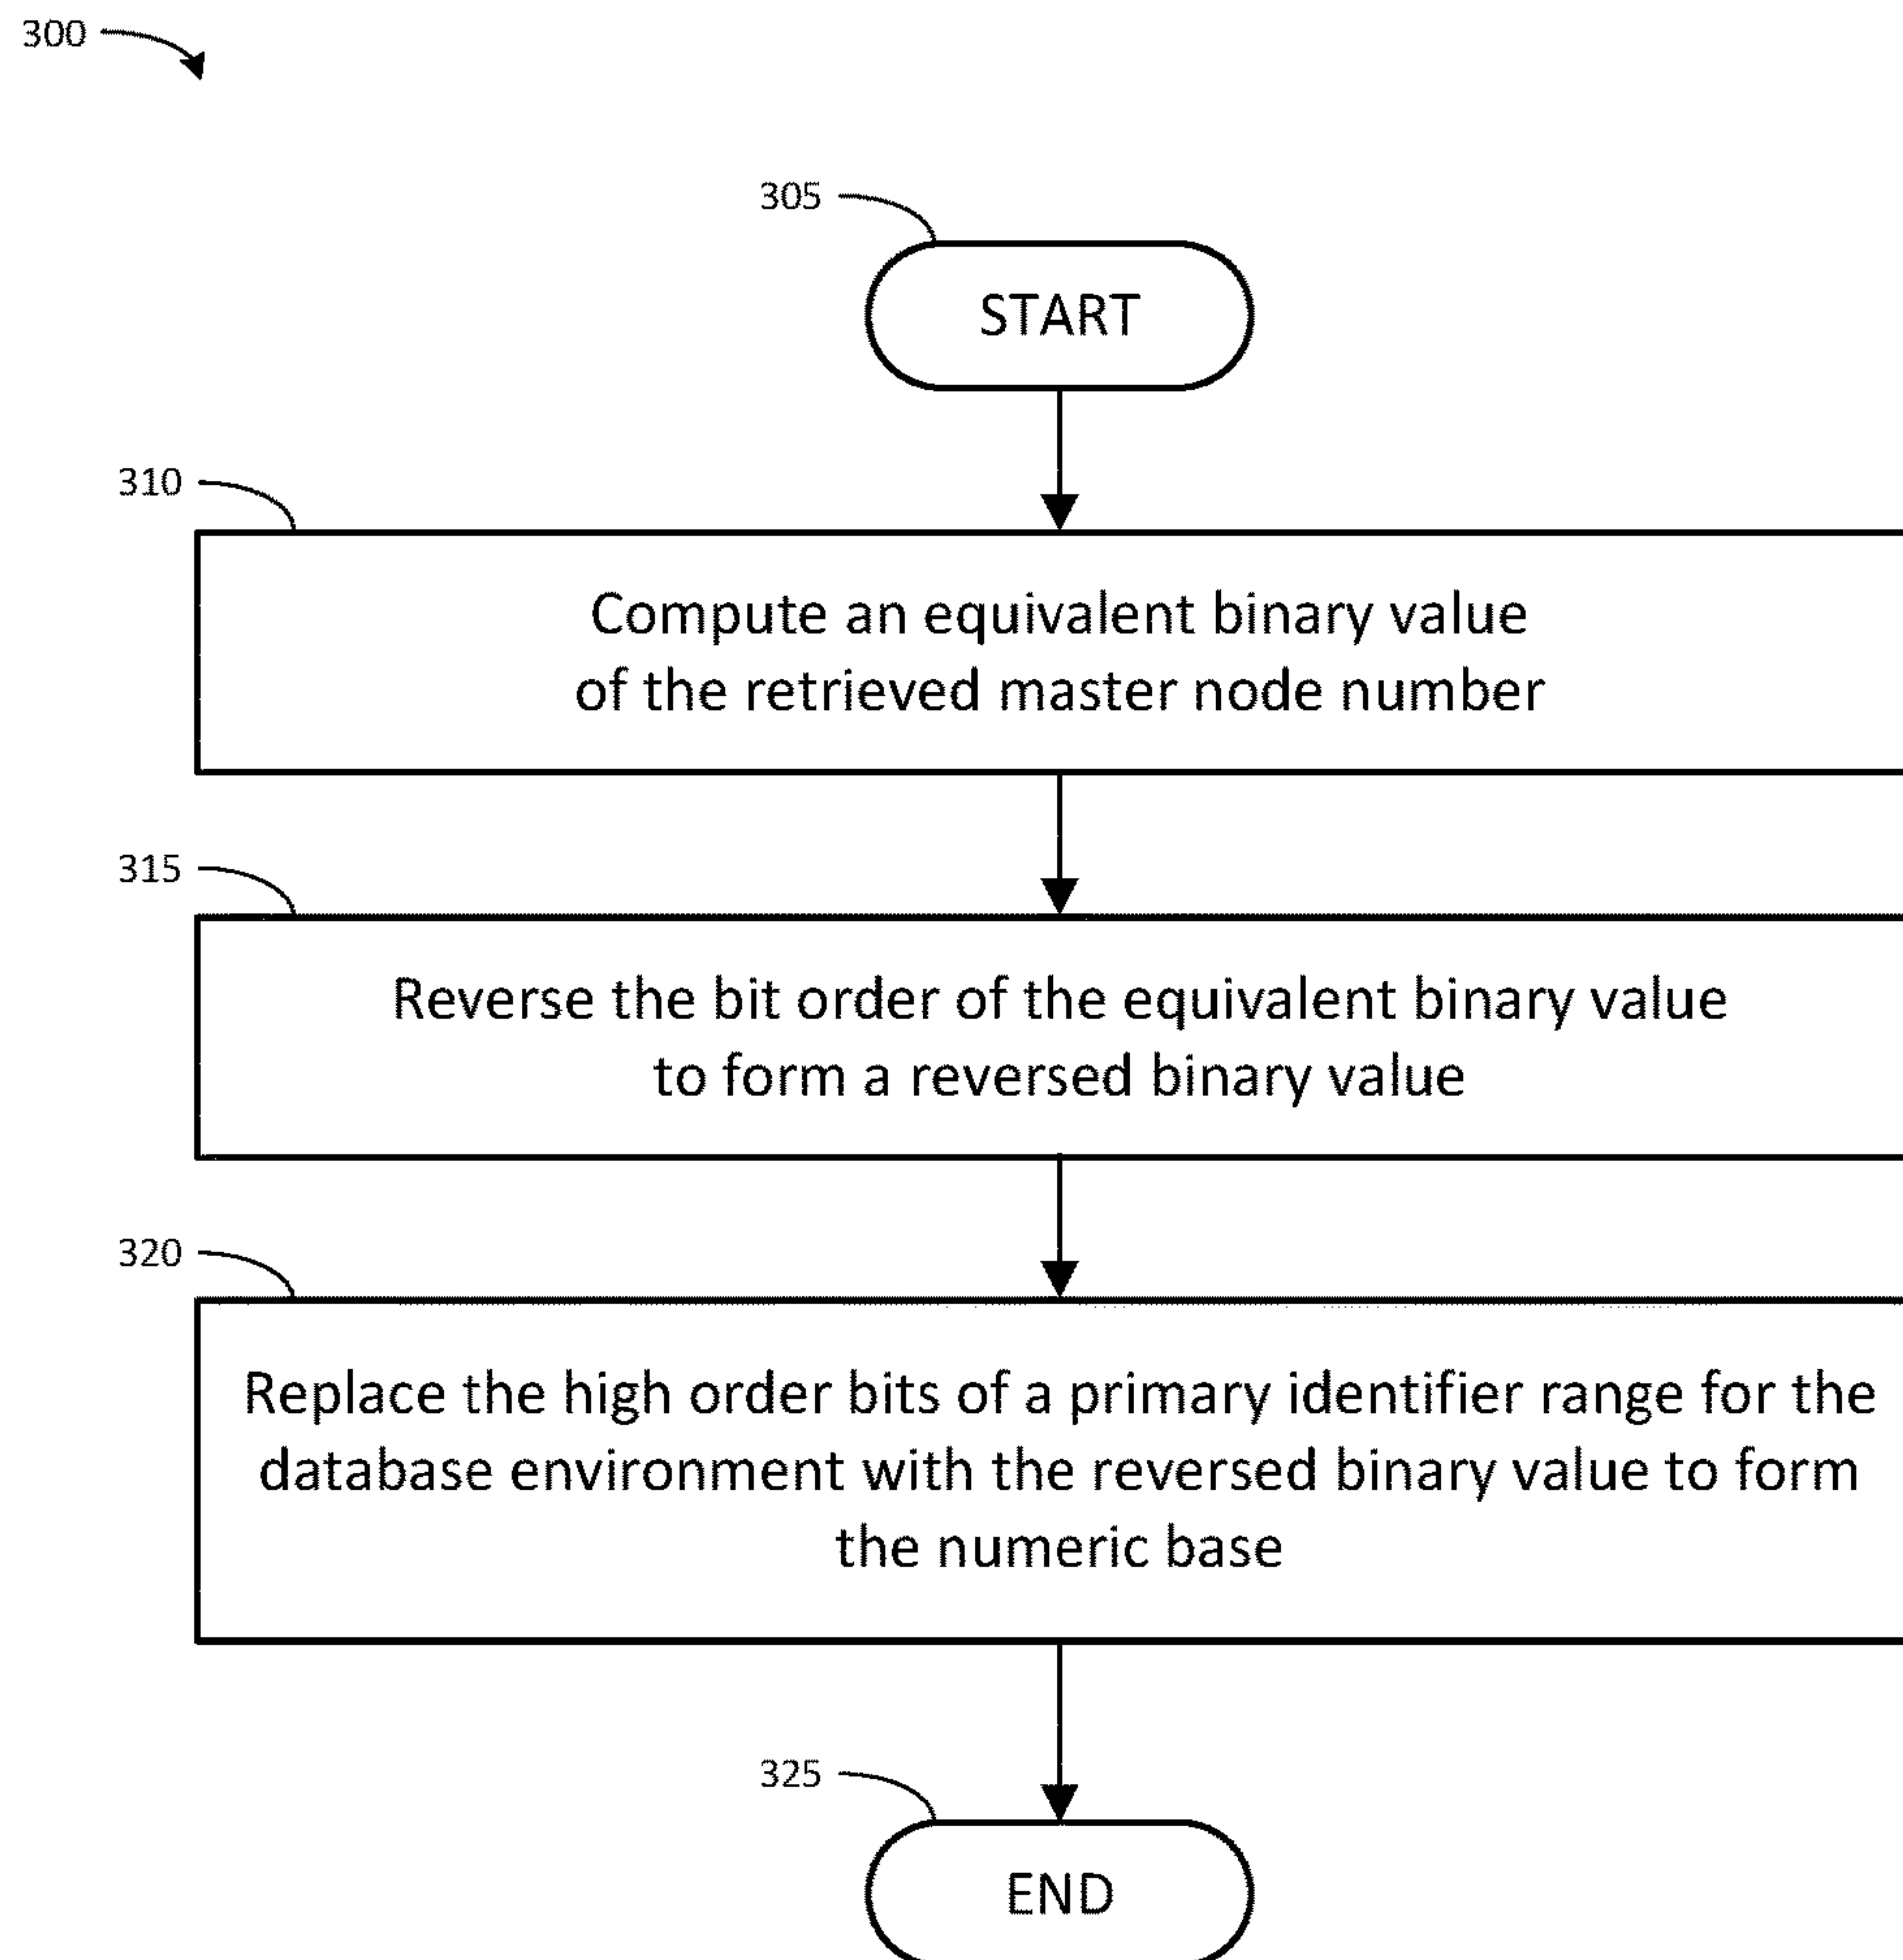 300
305
START
310
Compute an equivalent binary value
of the retrieved master node number
315
Reverse the bit order of the equivalent binary value
to form a reversed binary value
320
Replace the high order bits of a primary identifier range for the
database environment with the reversed binary value to form
the numeric base
325
END